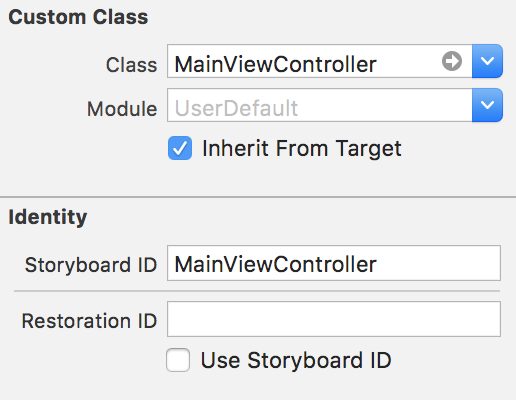 Custom Class
Class MainViewController
Module UserDefault
Inherit From Target
Identity
Storyboard ID MainViewController
Restoration ID
Use Storyboard ID